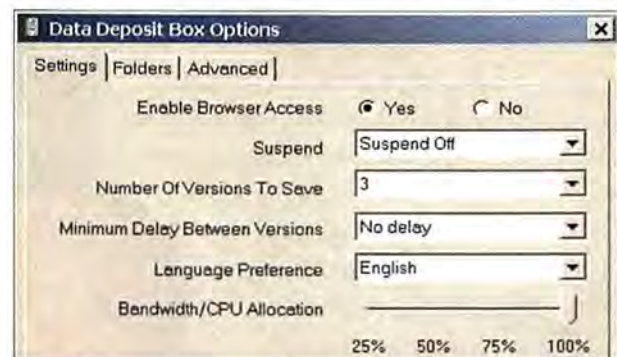 Data Deposit Box Options
Settings Folders Advanced
Enable Browser Access Yes No
Suspend Suspend Off
Number Of Versions To Save 3
Minimum Delay Between Versions No delay
Language Preference English
Bandwidth/CPU Allocation
25% 50% 75% 100%